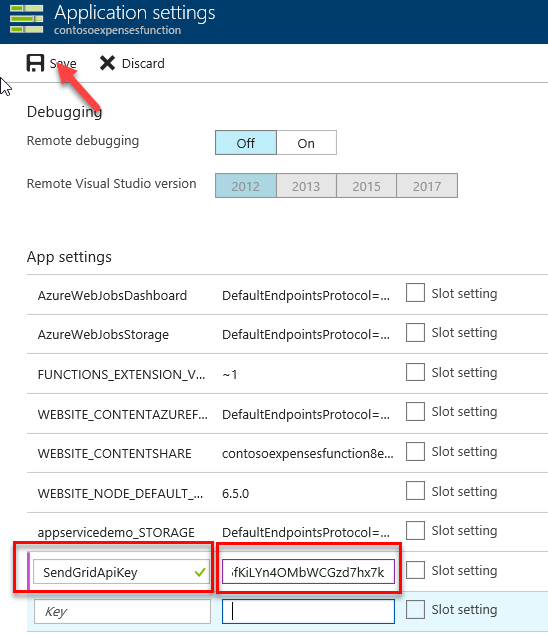 Application settings
contosoexpensesfunction
Save Discard
Debugging
Remote debugging Off On
Remote Visual Studio version 2012 2013 2015 2017
App settings
AzureWebJobsDashboard DefaultEndpointsProtocol=... Slot setting
AzureWebJobsStorage DefaultEndpointsProtocol=... Slot setting
FUNCTIONS_EXTENSION_V... ~1 Slot setting
WEBSITE_CONTENTAZUREF... DefaultEndpointsProtocol=... Slot setting
WEBSITE_CONTENTSHARE contosoexpensesfunction8e... Slot setting
WEBSITE_NODE_DEFAULT_... 6.5.0 Slot setting
appservicedemo_STORAGE DefaultEndpointsProtocol=... Slot setting
SendGridApiKey fKiLYn4OMbWCGzd7hx7k Slot setting
Key Slot setting